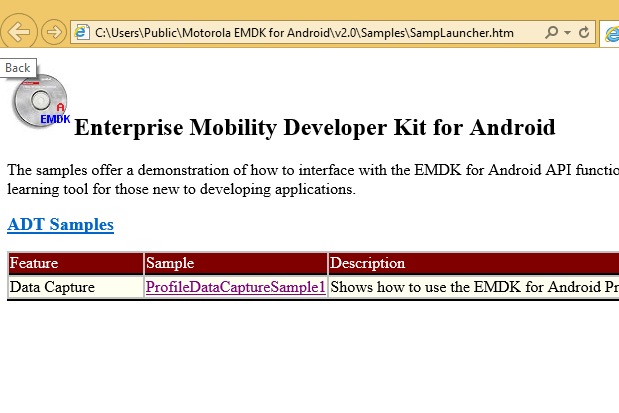 C:\Users\Public\Motorola EMDK for Android\v2.0\Samples\SampLauncher.htm
Back
A
EMDK
Enterprise Mobility Developer Kit for Android
The samples offer a demonstration of how to interface with the EMDK for Android API functio
learning tool for those new to developing applications.
ADT Samples
Feature Sample Description
Data Capture ProfileDataCaptureSample1 Shows how to use the EMDK for Android Pr